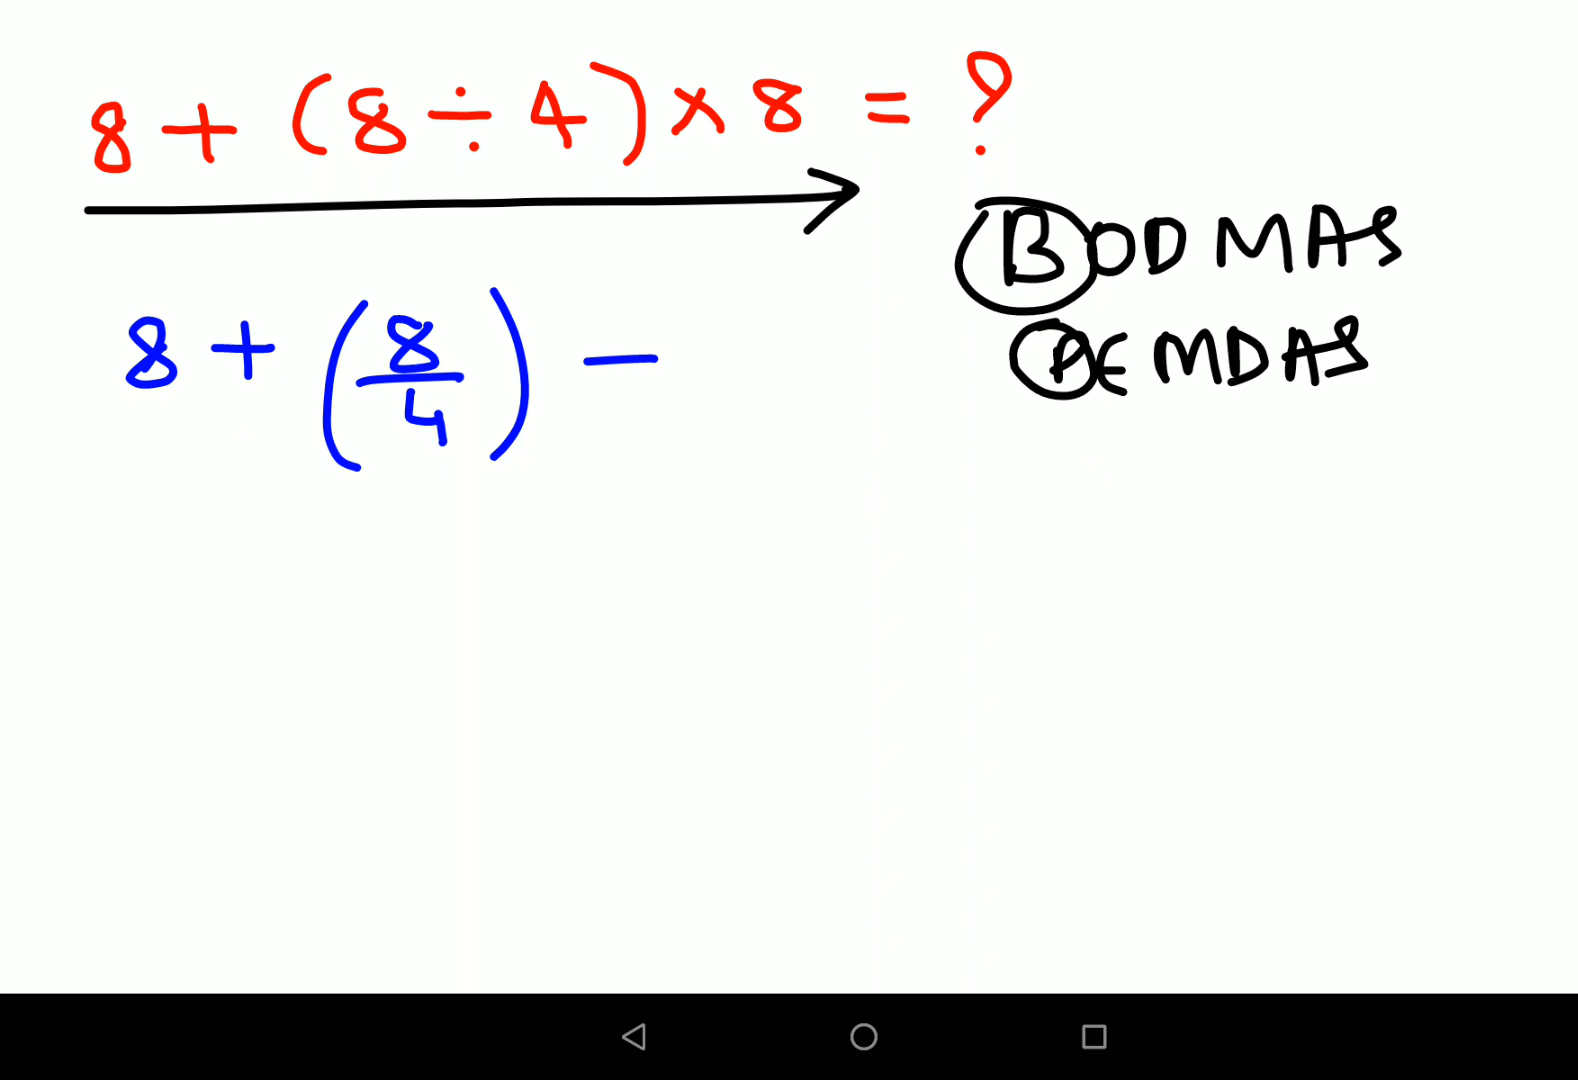 8 + (8 ÷ 4) × 8 = ?
BODMAS
PEMDAS
8 + (8/4) −